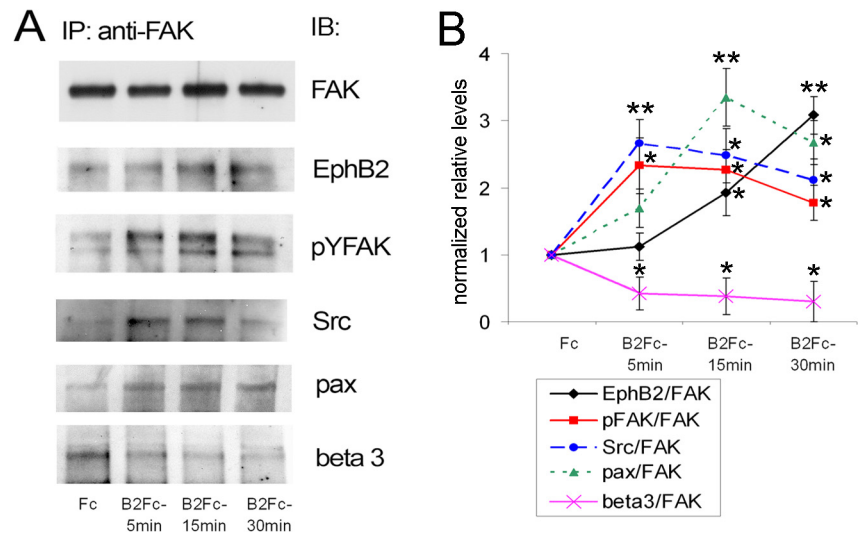 A
IP: anti-FAK
IB:
FAK
EphB2
pYFAK
Src
pax
beta 3
Fc
B2Fc-
5min
B2Fc-
15min
B2Fc-
30min
B
normalized relative levels
4
3
2
1
0
**
*
**
*
*
*
**
*
*
*
*
*
*
Fc
B2Fc-
5min
B2Fc-
15min
B2Fc-
30min
EphB2/FAK
pFAK/FAK
Src/FAK
pax/FAK
beta3/FAK